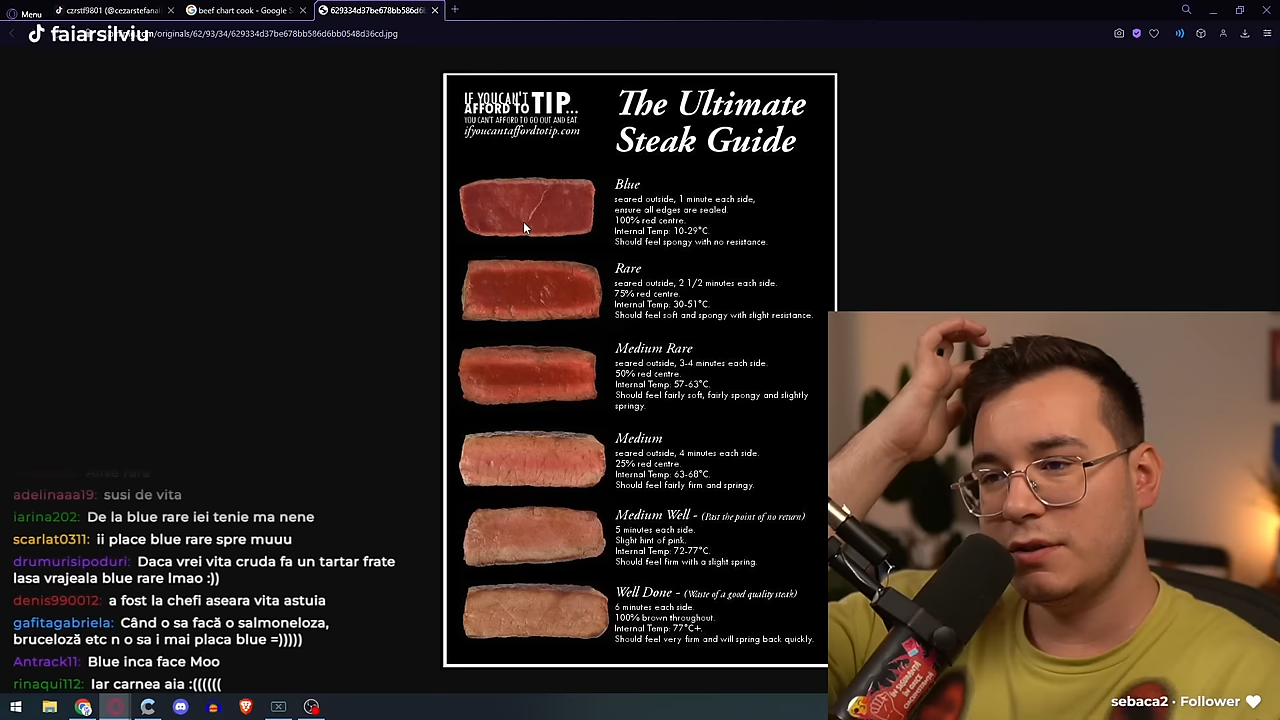 Menu
czrstf9801 (@cezarstefanal
beef chart cook - Google S
629334d37be678bb586d6
faiarsilviu
/originals/62/93/34/629334d37be678bb586d6bb0548d36cd.jpg
IF YOU CAN'T
AFFORD TO TIP...
YOU CAN'T AFFORD TO GO OUT AND EAT
ifyoucantaffordtotip.com
The Ultimate
Steak Guide
Blue
seared outside, 1 minute each side,
ensure all edges are sealed.
100% red centre.
Internal Temp: 10-29°C.
Should feel spongy with no resistance.
Rare
seared outside, 2 1/2 minutes each side.
75% red centre.
Internal Temp: 30-51°C.
Should feel soft and spongy with slight resistance.
Medium Rare
seared outside, 3-4 minutes each side.
50% red centre.
Internal Temp: 57-63°C.
Should feel fairly soft, fairly spongy and slightly
springy.
Medium
seared outside, 4 minutes each side.
25% red centre.
Internal Temp: 63-68°C.
Should feel fairly firm and springy.
Medium Well - (Past the point of no return)
5 minutes each side.
Slight hint of pink.
Internal Temp: 72-77°C.
Should feel firm with a slight spring.
Well Done - (Waste of a good quality steak)
6 minutes each side.
100% brown throughout.
Internal Temp: 77°C+.
Should feel very firm and will spring back quickly.
adelinaaa19: susi de vita
iarina202: De la blue rare iei tenie ma nene
scarlat0311: ii place blue rare spre muuu
drumurisipoduri: Daca vrei vita cruda fa un tartar frate
lasa vrajeala blue rare lmao :))
denis990012: a fost la chefi aseara vita astuia
gafitagabriela: Când o sa facă o salmoneloza,
bruceloză etc n o sa i mai placa blue =)))))
Antrack11: Blue inca face Moo
rinaqui112: Iar carnea aia :((((((
sebaca2 · Follower